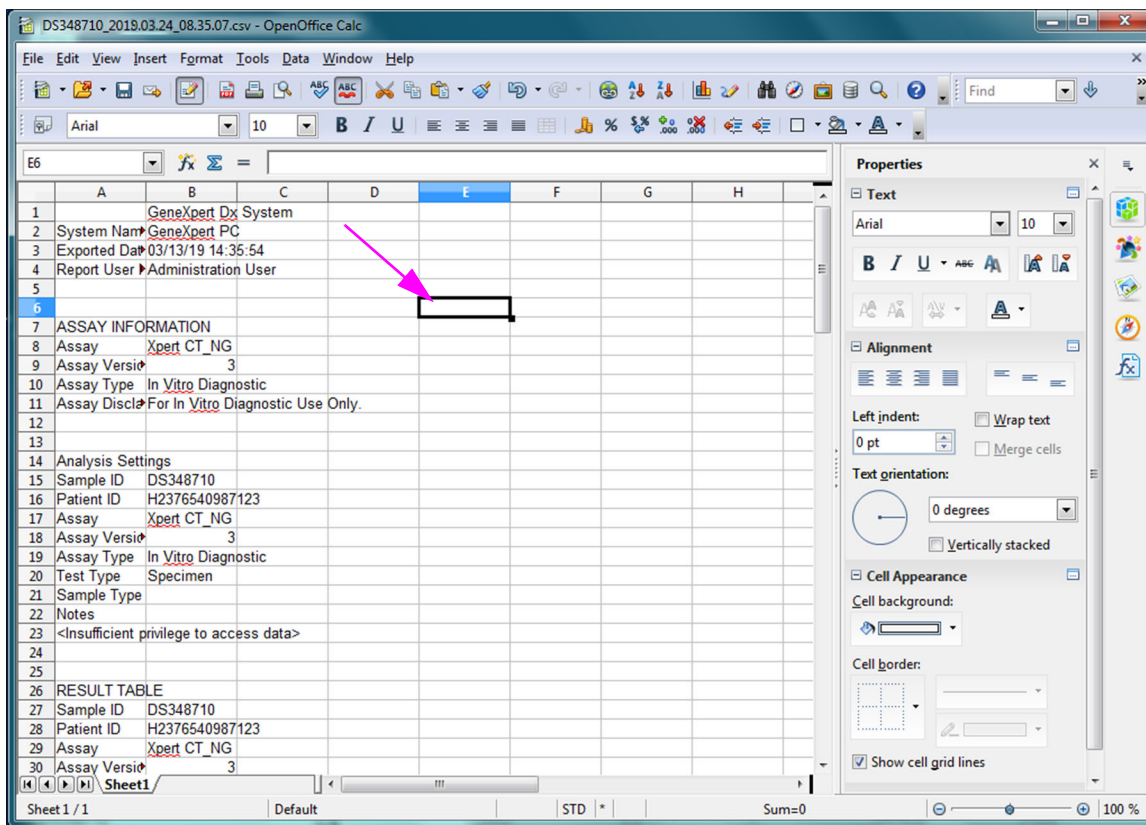 DS348710_2019.03.24_08.35.07.csv - OpenOffice Calc
File Edit View Insert Format Tools Data Window Help
Find
Arial 10
E6
A B C D E F G H
1 GeneXpert Dx System
2 System Nam GeneXpert PC
3 Exported Dat 03/13/19 14:35:54
4 Report User N Administration User
5
6
7 ASSAY INFORMATION
8 Assay Xpert CT_NG
9 Assay Versio 3
10 Assay Type In Vitro Diagnostic
11 Assay Discla For In Vitro Diagnostic Use Only.
12
13
14 Analysis Settings
15 Sample ID DS348710
16 Patient ID H2376540987123
17 Assay Xpert CT_NG
18 Assay Versio 3
19 Assay Type In Vitro Diagnostic
20 Test Type Specimen
21 Sample Type
22 Notes
23 <Insufficient privilege to access data>
24
25
26 RESULT TABLE
27 Sample ID DS348710
28 Patient ID H2376540987123
29 Assay Xpert CT_NG
30 Assay Versio 3
Sheet1
Sheet 1 / 1 Default STD * Sum=0 100 %
Properties
Text
Arial 10
Alignment
Left indent:
Wrap text
0 pt
Merge cells
Text orientation:
0 degrees
Vertically stacked
Cell Appearance
Cell background:
Cell border:
Show cell grid lines